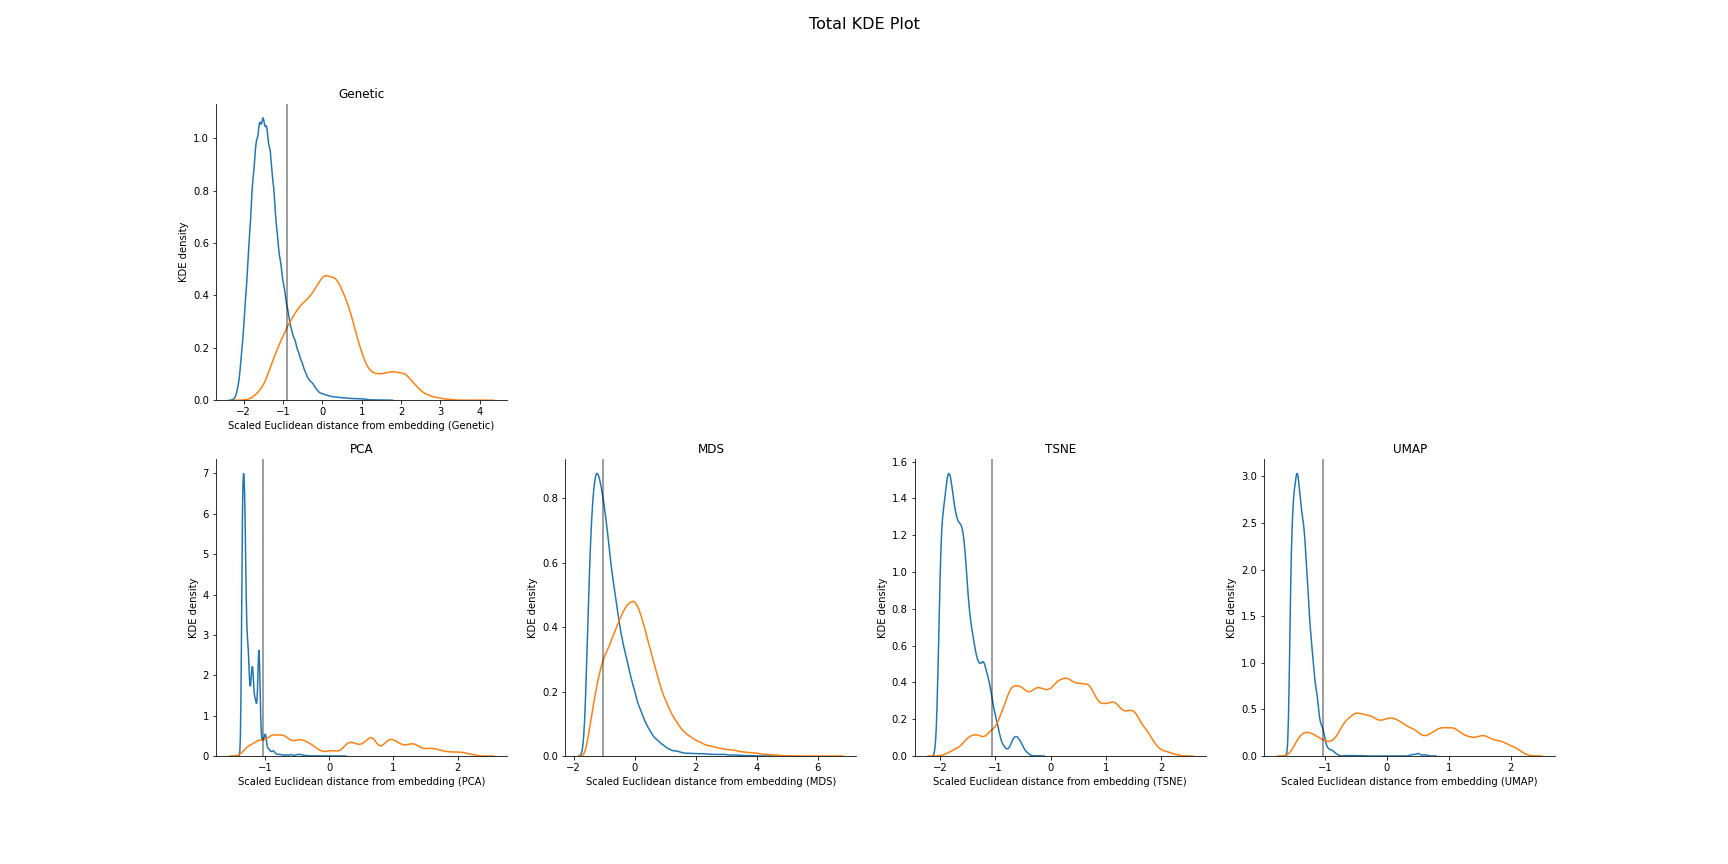 Total KDE Plot
Genetic
KDE density
1.0
0.8
0.6
0.4
0.2
0.0
−2 −1 0 1 2 3 4
Scaled Euclidean distance from embedding (Genetic)
PCA
KDE density
7
6
5
4
3
2
1
0
−1 0 1 2
Scaled Euclidean distance from embedding (PCA)
MDS
KDE density
0.8
0.6
0.4
0.2
0.0
−2 0 2 4 6
Scaled Euclidean distance from embedding (MDS)
TSNE
KDE density
1.6
1.4
1.2
1.0
0.8
0.6
0.4
0.2
0.0
−2 −1 0 1 2
Scaled Euclidean distance from embedding (TSNE)
UMAP
KDE density
3.0
2.5
2.0
1.5
1.0
0.5
0.0
−1 0 1 2
Scaled Euclidean distance from embedding (UMAP)